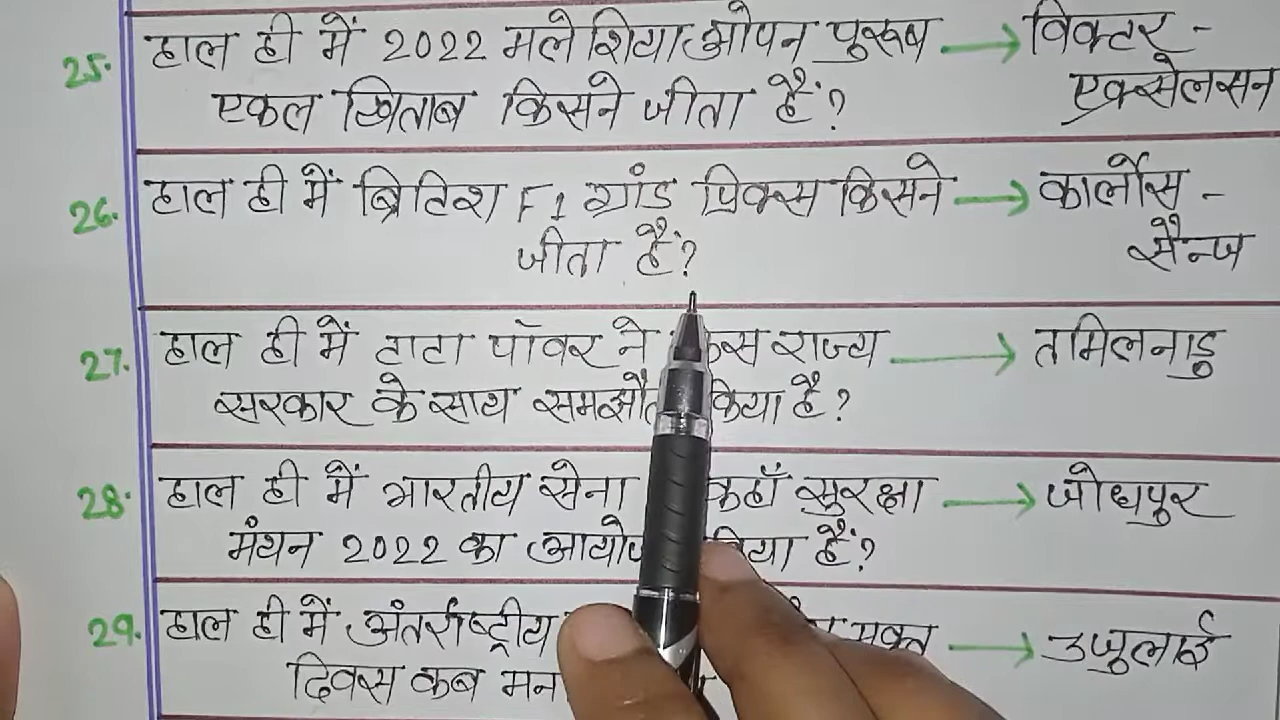 25. हाल ही में 2022 मलेशिया ओपन पुरूष → विक्टर -
एकल खिताब किसने जीता हैं? एक्सेलसन
26. हाल ही में ब्रिटिश F1 ग्रांड प्रिक्स किसने → कार्लोस -
जीता हैं? सैन्ज
27. हाल ही में टाटा पॉवर ने राज्य → तमिलनाडु
सरकार के साथ किया है?
28. हाल ही में भारतीय सेना कहाँ सुरक्षा → जोधपुर
मंथन 2022 का हैं?
29. हाल ही में अंतर्राष्ट्रीय मुक्त → 3जुलाई
दिवस कब